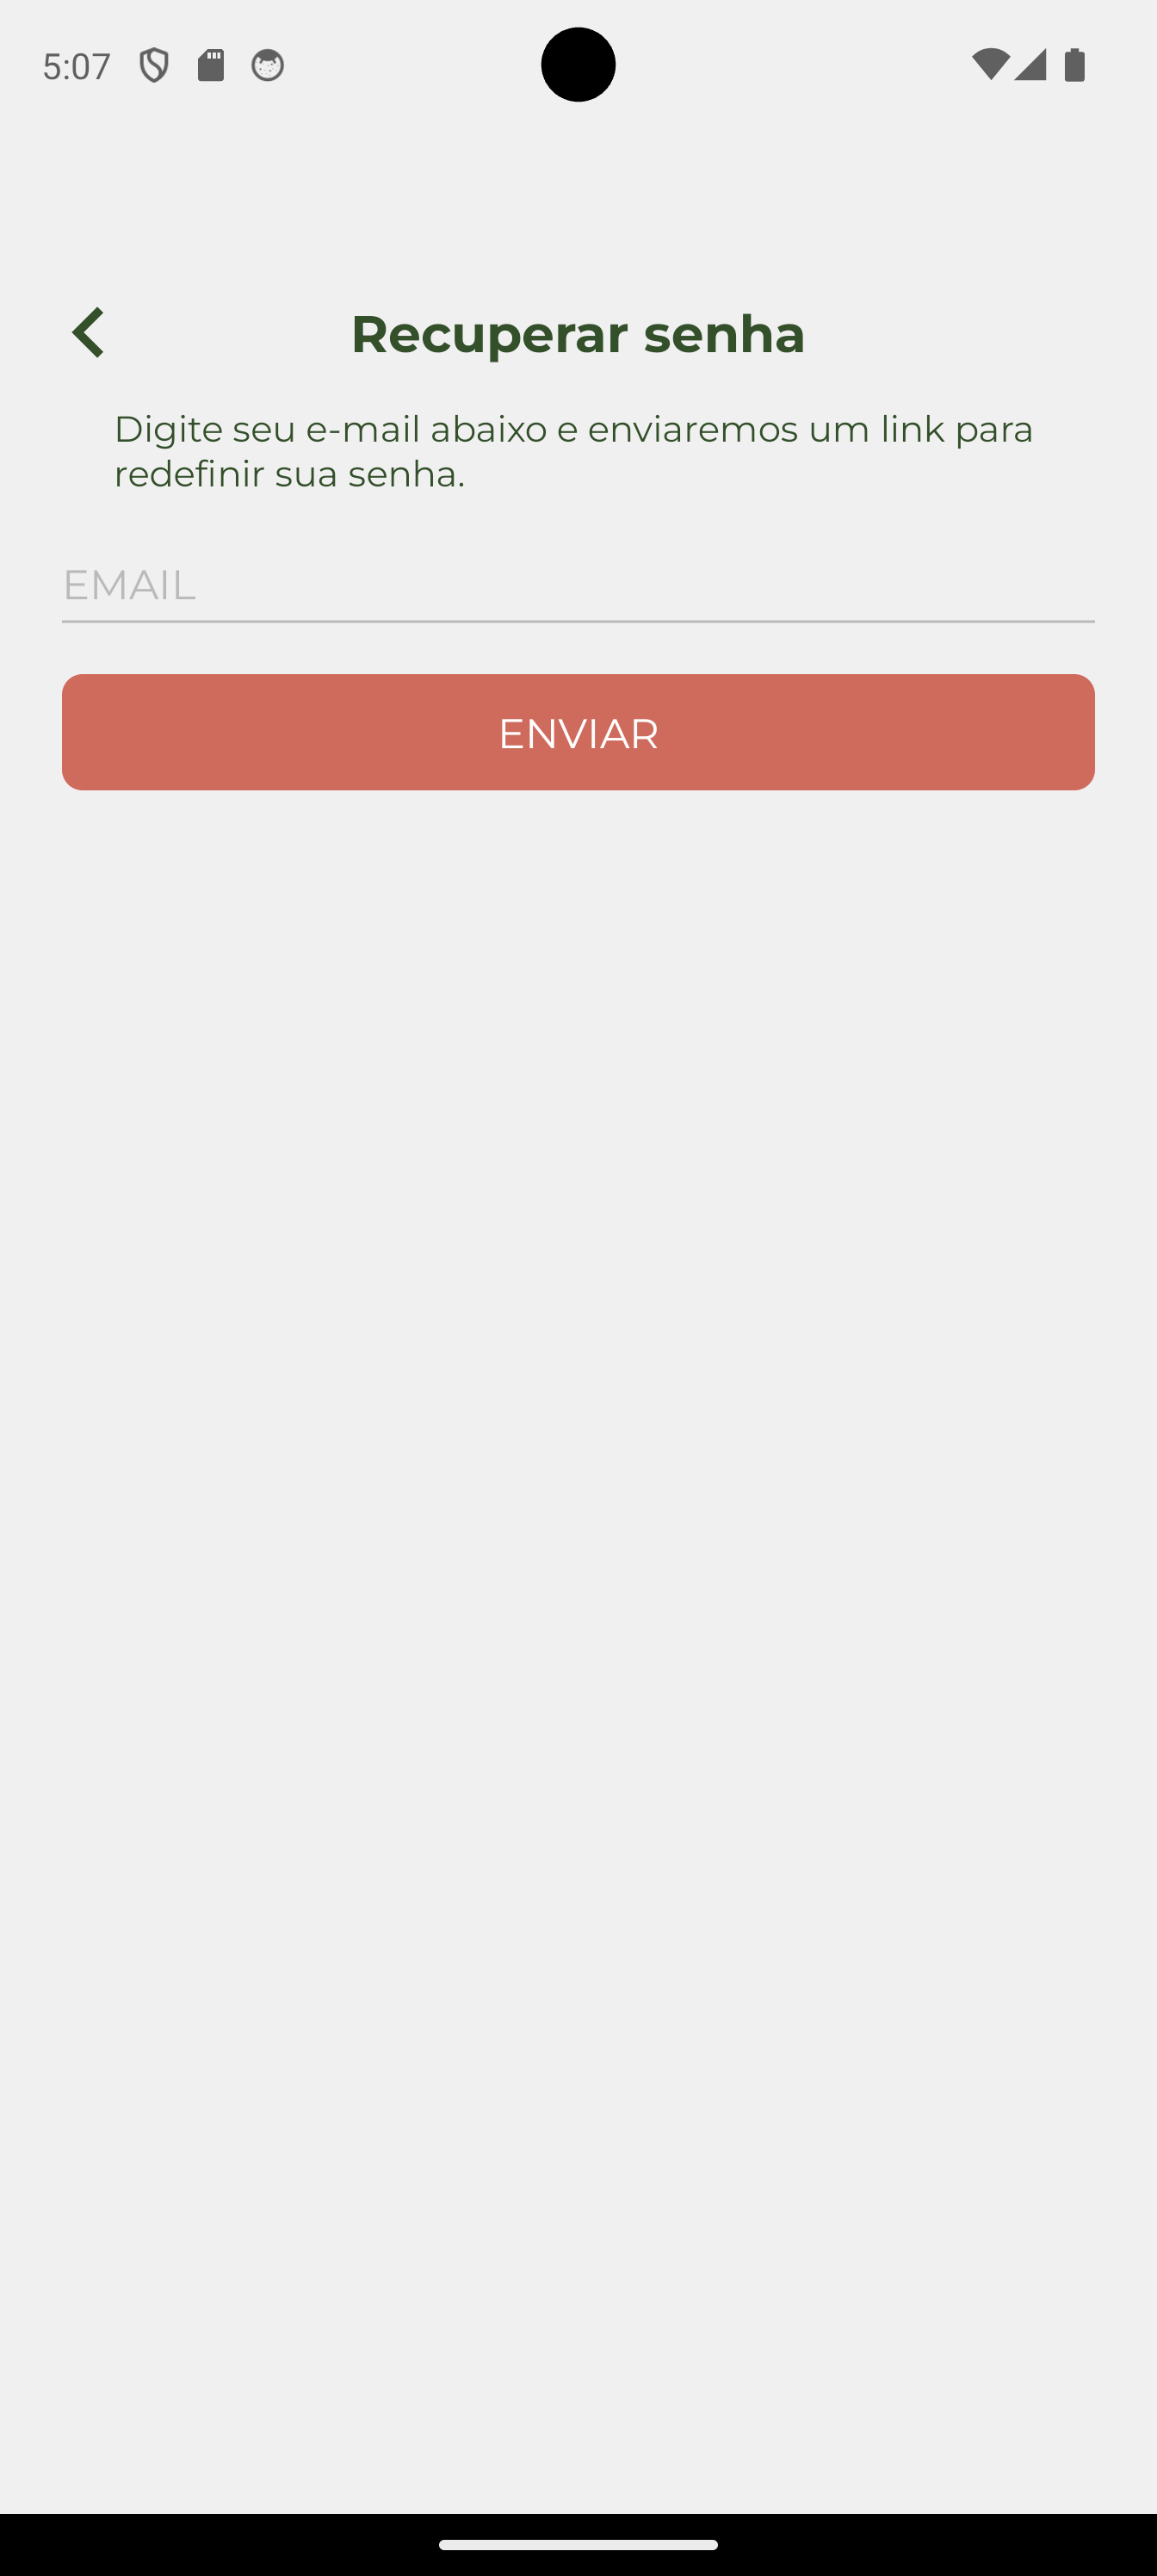 5:07
Recuperar senha
Digite seu e-mail abaixo e enviaremos um link para
redefinir sua senha.
EMAIL
ENVIAR